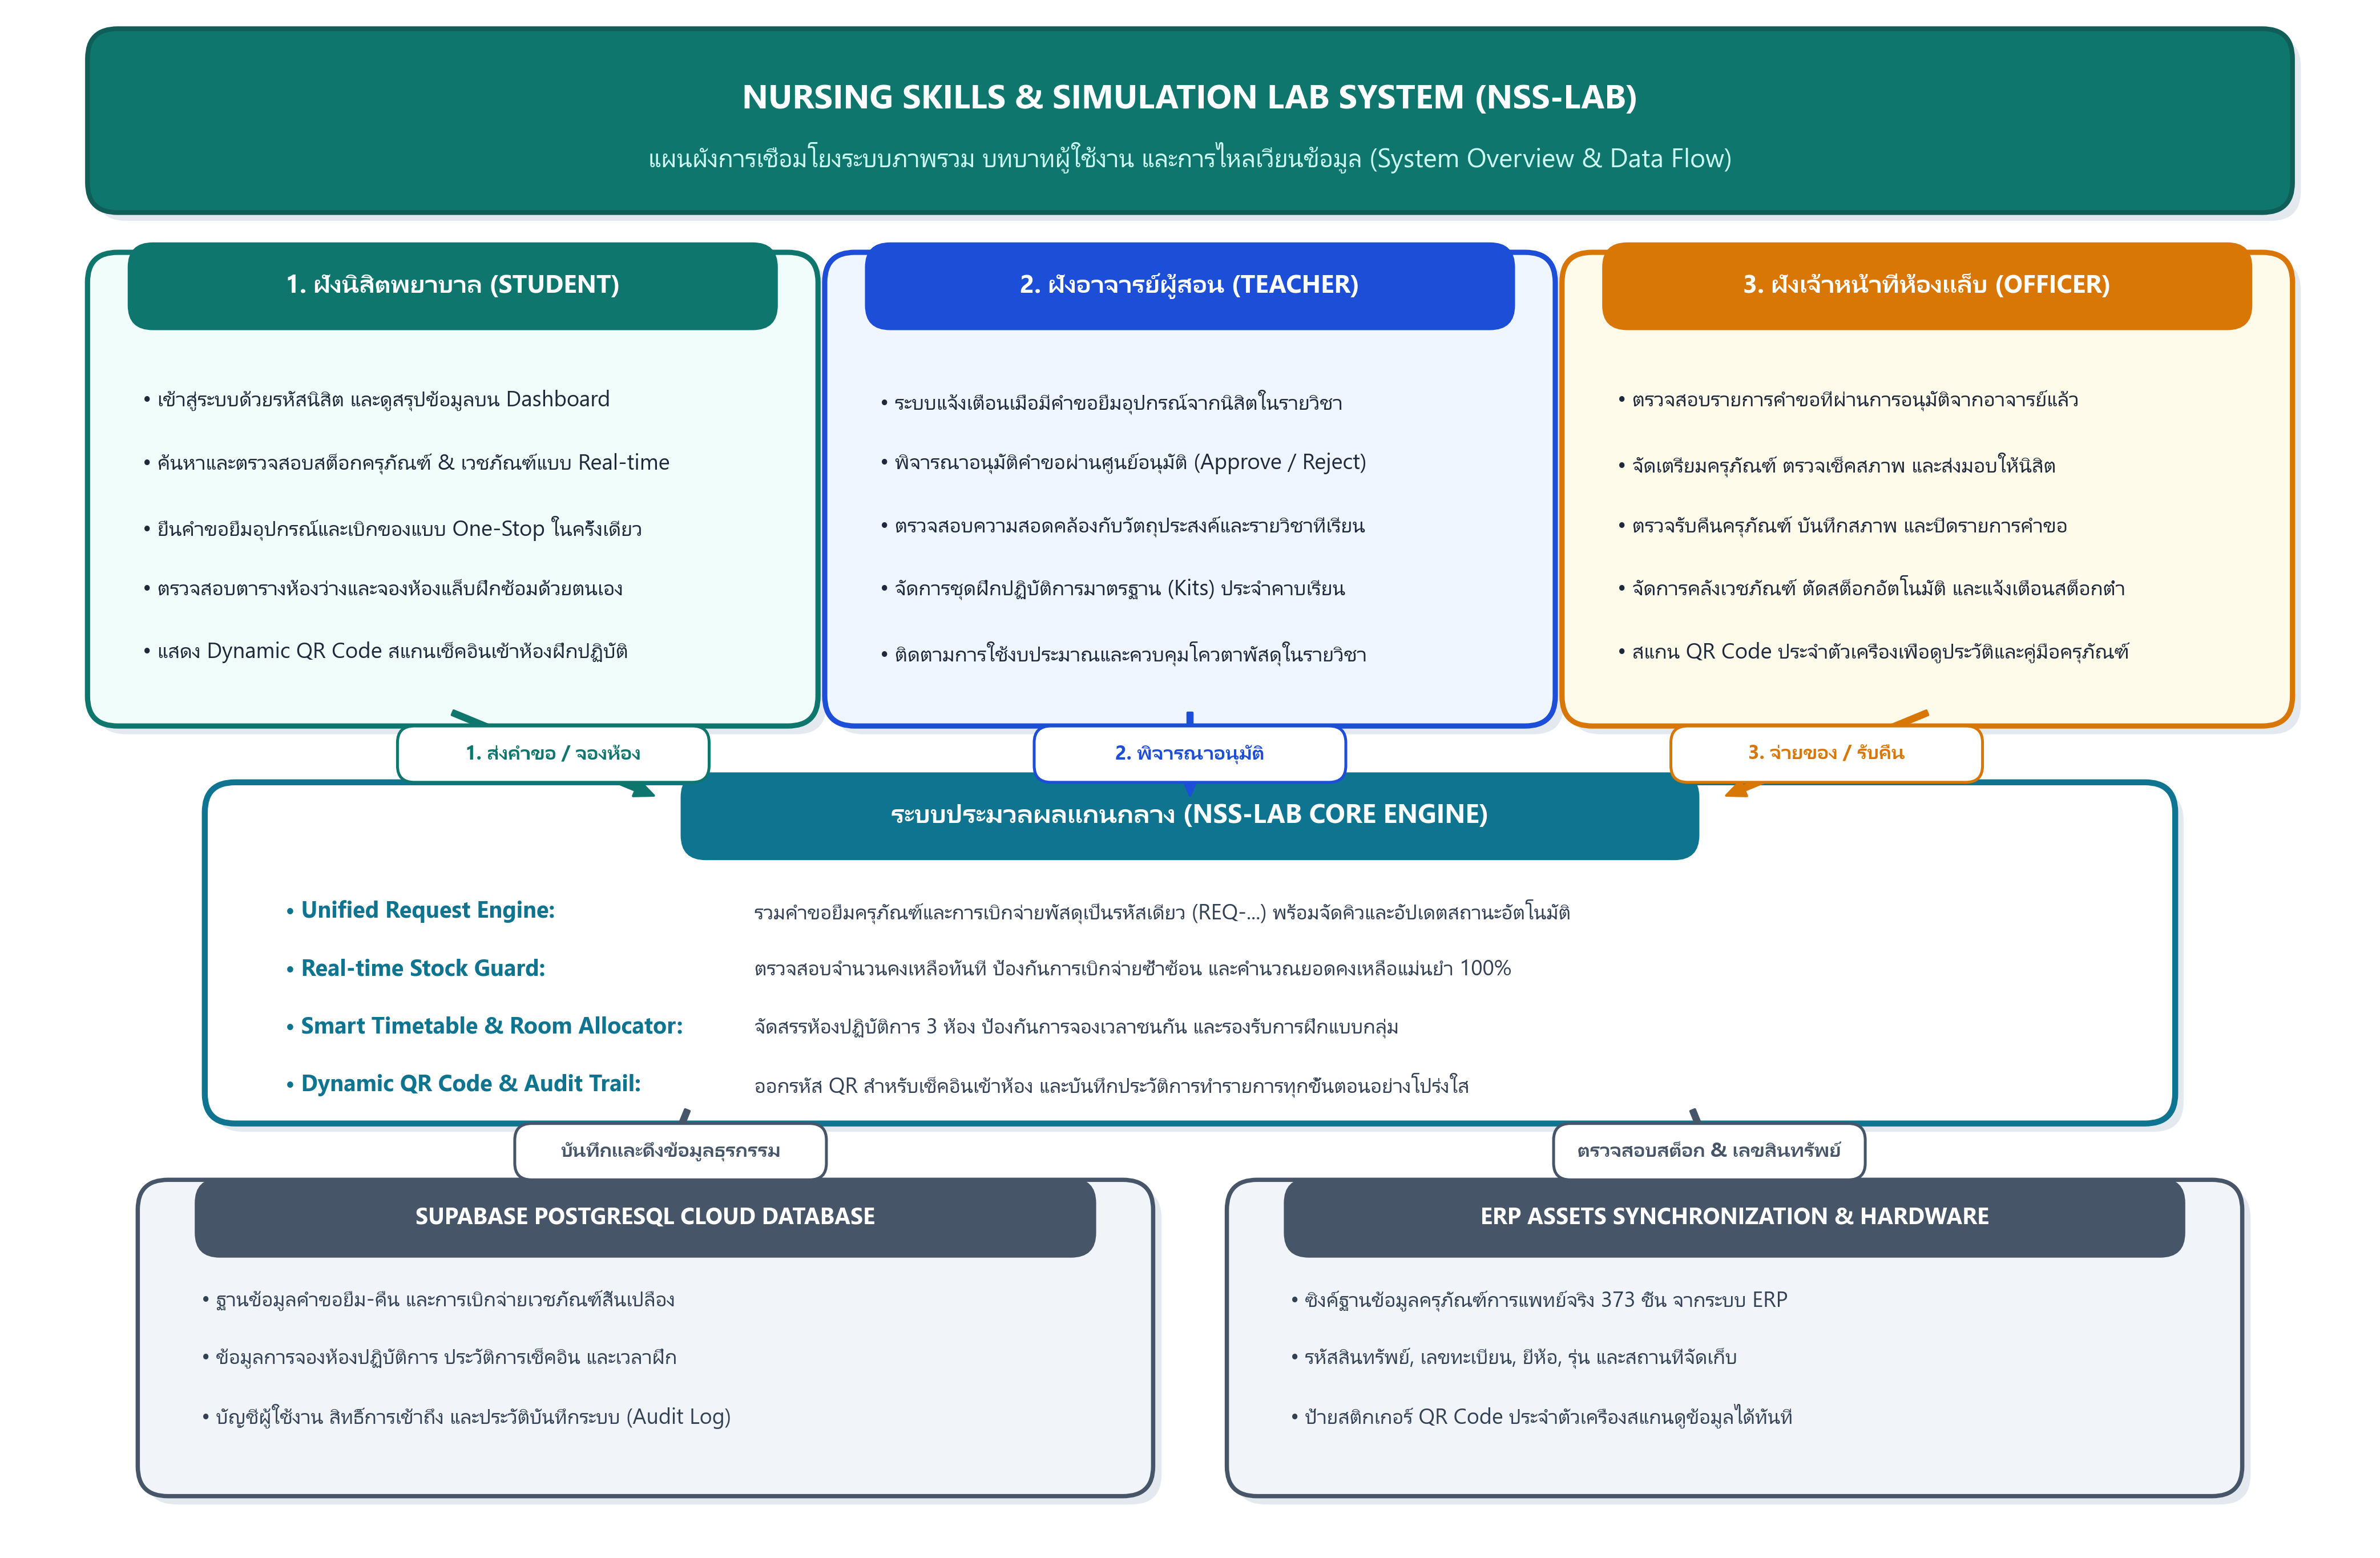 NURSING SKILLS & SIMULATION LAB SYSTEM (NSS-LAB)
แผนผังการเชื่อมโยงระบบภาพรวม บทบาทผู้ใช้งาน และการไหลเวียนข้อมูล (System Overview & Data Flow)
1. ฝั่งนิสิตพยาบาล (STUDENT)
• เข้าสู่ระบบด้วยรหัสนิสิต และดูสรุปข้อมูลบน Dashboard
• ค้นหาและตรวจสอบสต็อกครุภัณฑ์ & เวชภัณฑ์แบบ Real-time
• ยื่นคำขอยืมอุปกรณ์และเบิกของแบบ One-Stop ในครั้งเดียว
• ตรวจสอบตารางห้องว่างและจองห้องแล็บฝึกซ้อมด้วยตนเอง
• แสดง Dynamic QR Code สแกนเช็คอินเข้าห้องฝึกปฏิบัติ
1. ส่งคำขอ / จองห้อง
2. ฝั่งอาจารย์ผู้สอน (TEACHER)
• ระบบแจ้งเตือนเมื่อมีคำขอยืมอุปกรณ์จากนิสิตในรายวิชา
• พิจารณาอนุมัติคำขอผ่านศูนย์อนุมัติ (Approve / Reject)
• ตรวจสอบความสอดคล้องกับวัตถุประสงค์และรายวิชาที่เรียน
• จัดการชุดฝึกปฏิบัติการมาตรฐาน (Kits) ประจำคาบเรียน
• ติดตามการใช้งบประมาณและควบคุมโควตาพัสดุในรายวิชา
2. พิจารณาอนุมัติ
3. ฝั่งเจ้าหน้าที่ห้องแล็บ (OFFICER)
• ตรวจสอบรายการคำขอที่ผ่านการอนุมัติจากอาจารย์แล้ว
• จัดเตรียมครุภัณฑ์ ตรวจเช็คสภาพ และส่งมอบให้นิสิต
• ตรวจรับคืนครุภัณฑ์ บันทึกสภาพ และปิดรายการคำขอ
• จัดการคลังเวชภัณฑ์ ตัดสต็อกอัตโนมัติ และแจ้งเตือนสต็อกต่ำ
• สแกน QR Code ประจำตัวเครื่องเพื่อดูประวัติและคู่มือครุภัณฑ์
3. จ่ายของ / รับคืน
ระบบประมวลผลแกนกลาง (NSS-LAB CORE ENGINE)
• Unified Request Engine: รวมคำขอยืมครุภัณฑ์และการเบิกจ่ายพัสดุเป็นรหัสเดียว (REQ-...) พร้อมจัดคิวและอัปเดตสถานะอัตโนมัติ
• Real-time Stock Guard: ตรวจสอบจำนวนคงเหลือทันที ป้องกันการเบิกจ่ายซ้ำซ้อน และคำนวณยอดคงเหลือแม่นยำ 100%
• Smart Timetable & Room Allocator: จัดสรรห้องปฏิบัติการ 3 ห้อง ป้องกันการจองเวลาชนกัน และรองรับการฝึกแบบกลุ่ม
• Dynamic QR Code & Audit Trail: ออกรหัส QR สำหรับเช็คอินเข้าห้อง และบันทึกประวัติการทำรายการทุกขั้นตอนอย่างโปร่งใส
บันทึกและดึงข้อมูลธุรกรรม
SUPABASE POSTGRESQL CLOUD DATABASE
• ฐานข้อมูลคำขอยืม-คืน และการเบิกจ่ายเวชภัณฑ์สิ้นเปลือง
• ข้อมูลการจองห้องปฏิบัติการ ประวัติการเช็คอิน และเวลาฝึก
• บัญชีผู้ใช้งาน สิทธิ์การเข้าถึง และประวัติบันทึกระบบ (Audit Log)
ตรวจสอบสต็อก & เลขสินทรัพย์
ERP ASSETS SYNCHRONIZATION & HARDWARE
• ซิงค์ฐานข้อมูลครุภัณฑ์การแพทย์จริง 373 ชิ้น จากระบบ ERP
• รหัสสินทรัพย์, เลขทะเบียน, ยี่ห้อ, รุ่น และสถานที่จัดเก็บ
• ป้ายสติกเกอร์ QR Code ประจำตัวเครื่องสแกนดูข้อมูลได้ทันที